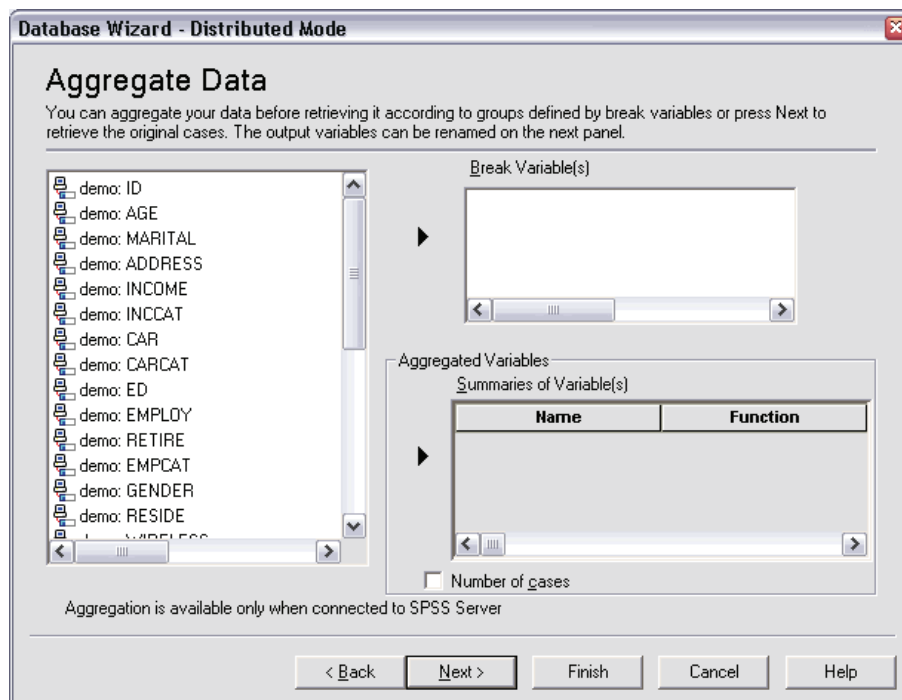 Database Wizard - Distributed Mode
Aggregate Data
You can aggregate your data before retrieving it according to groups defined by break variables or press Next to
retrieve the original cases. The output variables can be renamed on the next panel.
demo: ID
demo: AGE
demo: MARITAL
demo: ADDRESS
demo: INCOME
demo: INCCAT
demo: CAR
demo: CARCAT
demo: ED
demo: EMPLOY
demo: RETIRE
demo: EMPCAT
demo: GENDER
demo: RESIDE
Break Variable(s)
Aggregated Variables
Summaries of Variable(s)
Name Function
Number of cases
Aggregation is available only when connected to SPSS Server
< Back Next > Finish Cancel Help